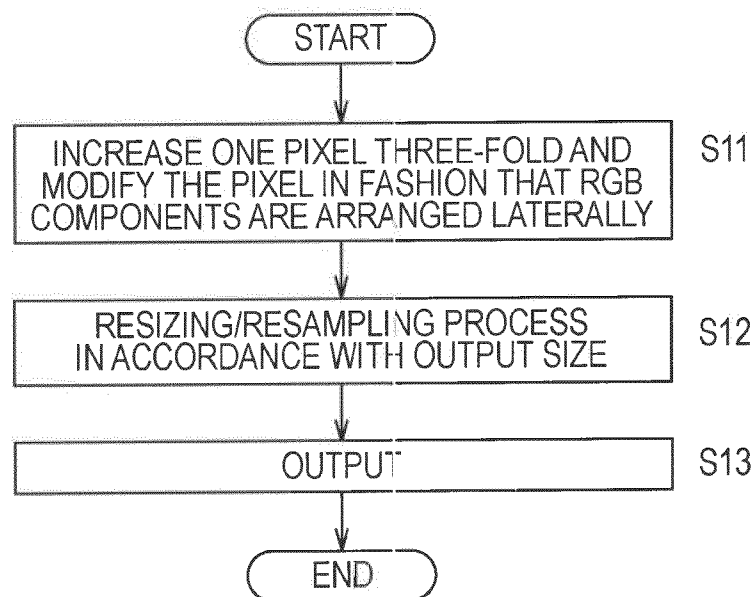 START
INCREASE ONE PIXEL THREE-FOLD AND
MODIFY THE PIXEL IN FASHION THAT RGB
COMPONENTS ARE ARRANGED LATERALLY
S11
RESIZING/RESAMPLING PROCESS
IN ACCORDANCE WITH OUTPUT SIZE
S12
OUTPUT
S13
END